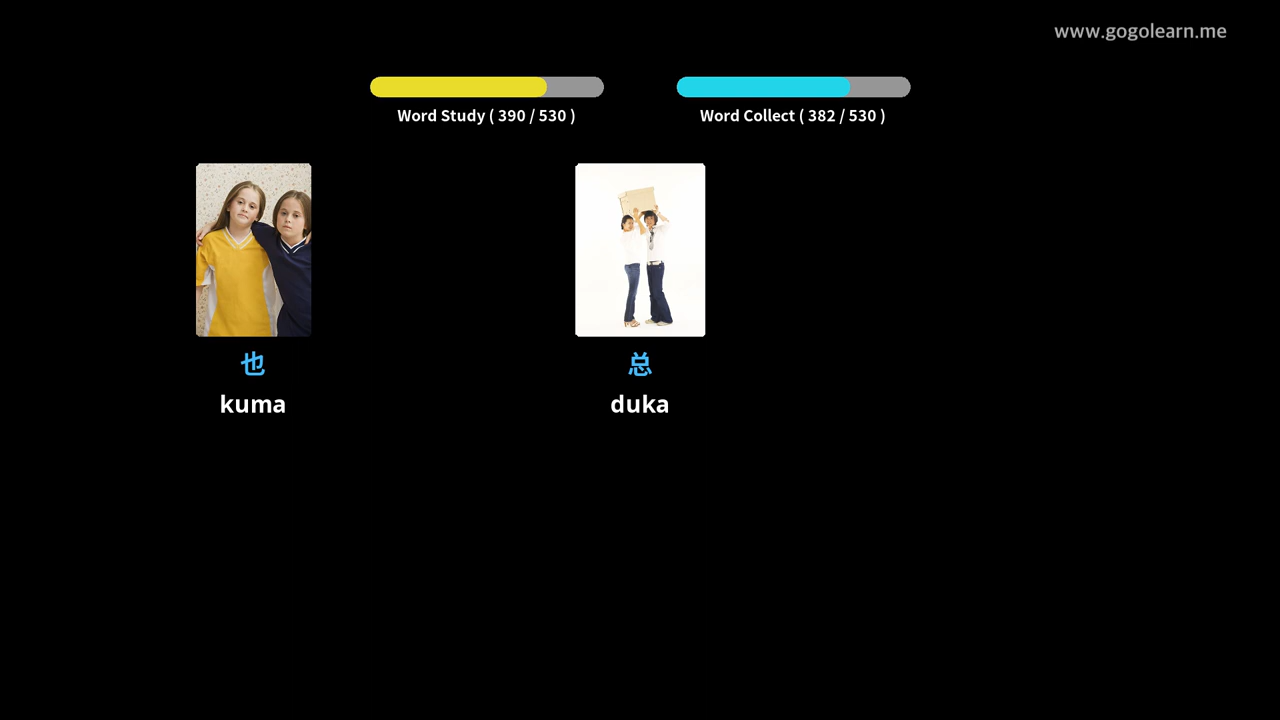 www.gogolearn.me
Word Study ( 390 / 530 )
Word Collect ( 382 / 530 )
也
kuma
总
duka